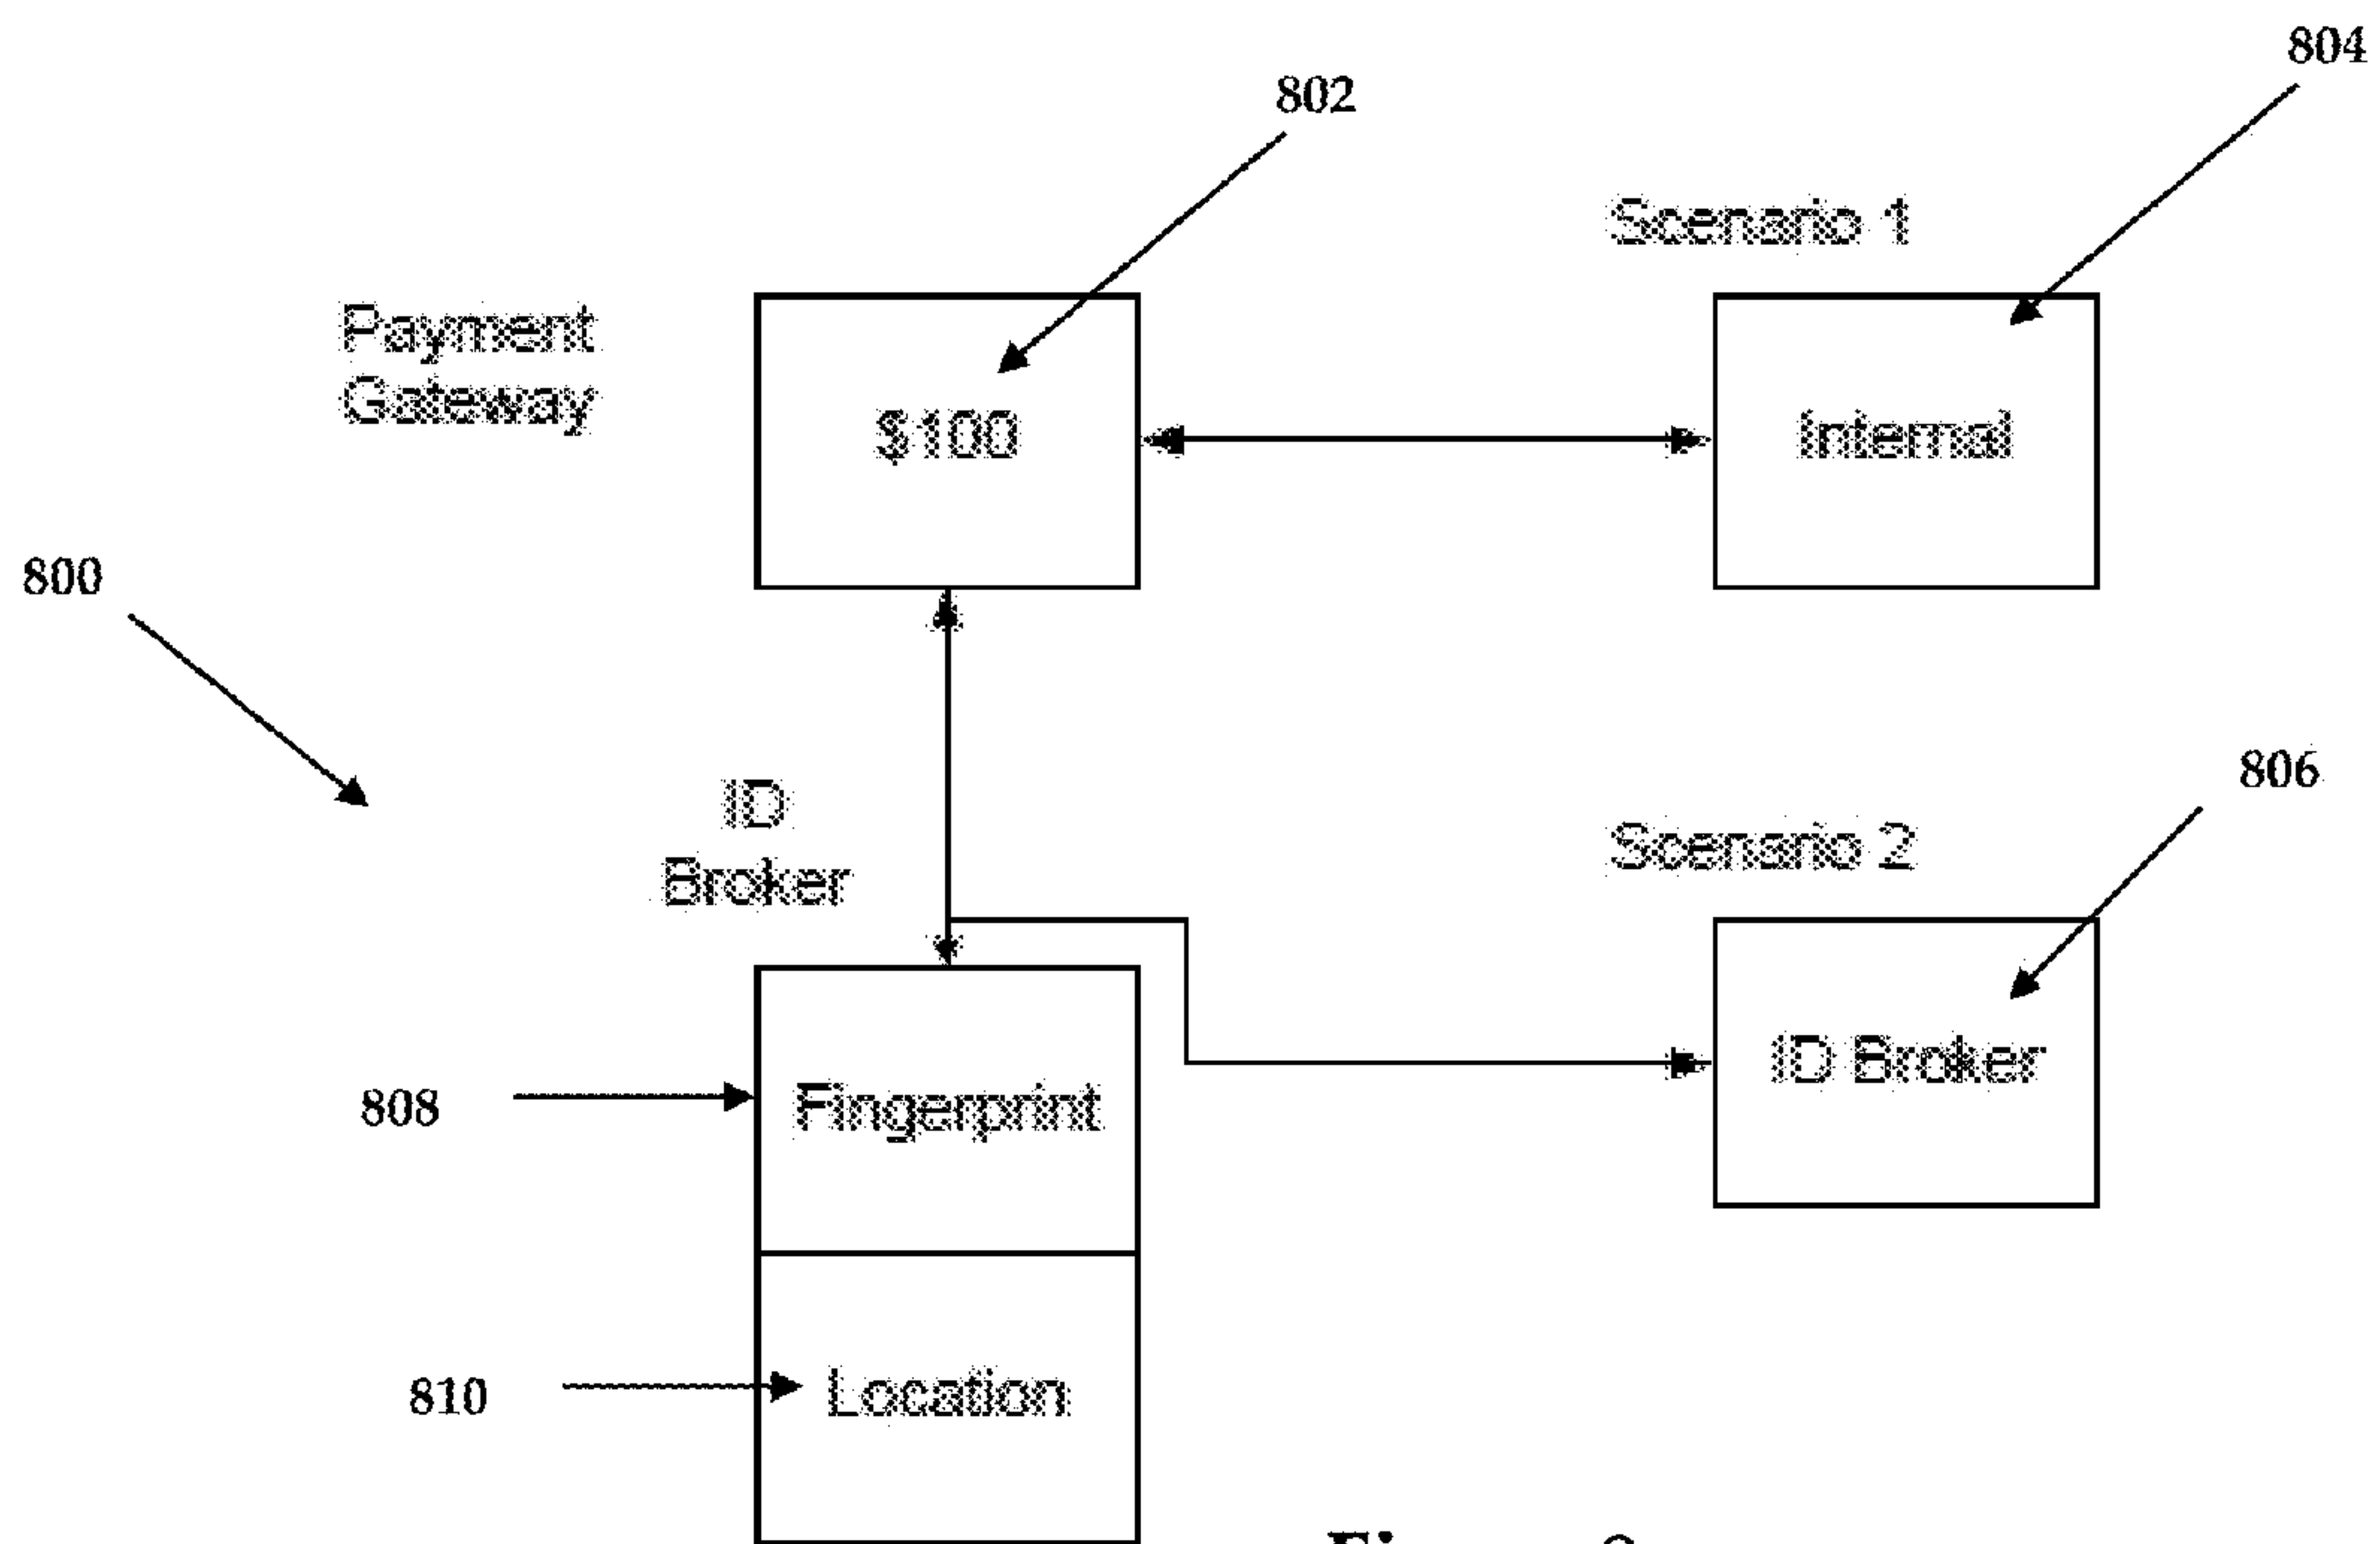 804
802
Scenario 1
Payment
Gateway
$100
Internal
800
ID
Broker
806
Scenario 2
ID Broker
808
Fingerprint
810
Location